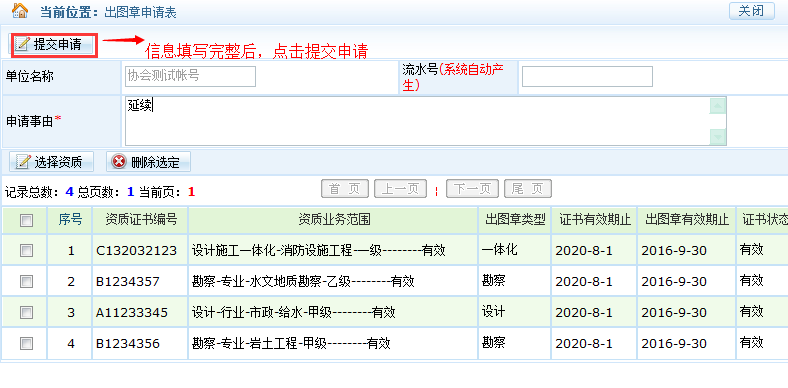 当前位置：出图章申请表 关闭
提交申请 信息填写完整后，点击提交申请
单位名称 协会测试帐号 流水号(系统自动产
生)
申请事由* 延续
选择资质 删除选定
记录总数：4 总页数：1 当前页：1 首 页 上一页 ¦ 下一页 尾 页
序号 资质证书编号 资质业务范围 出图章类型 证书有效期止 出图章有效期止 证书状态
1 C132032123 设计施工一体化-消防设施工程-一级--------有效 一体化 2020-8-1 2016-9-30 有效
2 B1234357 勘察-专业-水文地质勘察-乙级--------有效 勘察 2020-8-1 2016-9-30 有效
3 A11233345 设计-行业-市政-给水-甲级--------有效 设计 2020-8-1 2016-9-30 有效
4 B1234356 勘察-专业-岩土工程-甲级--------有效 勘察 2020-8-1 2016-9-30 有效